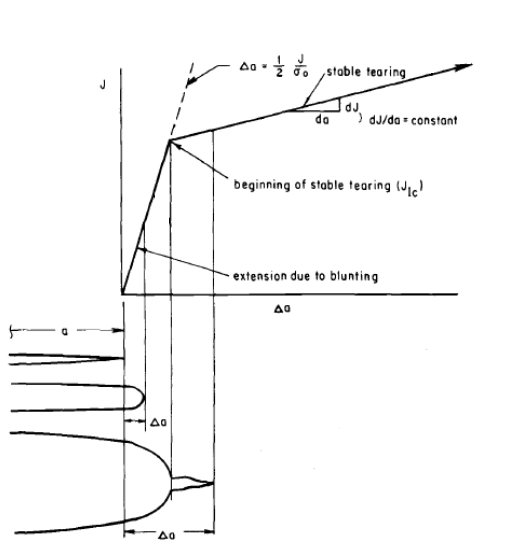 Δa = 1/2 J/σo
stable tearing
J
dJ
da
) dJ/da = constant
beginning of stable tearing (JIc)
extension due to blunting
Δa
a
Δa
Δa